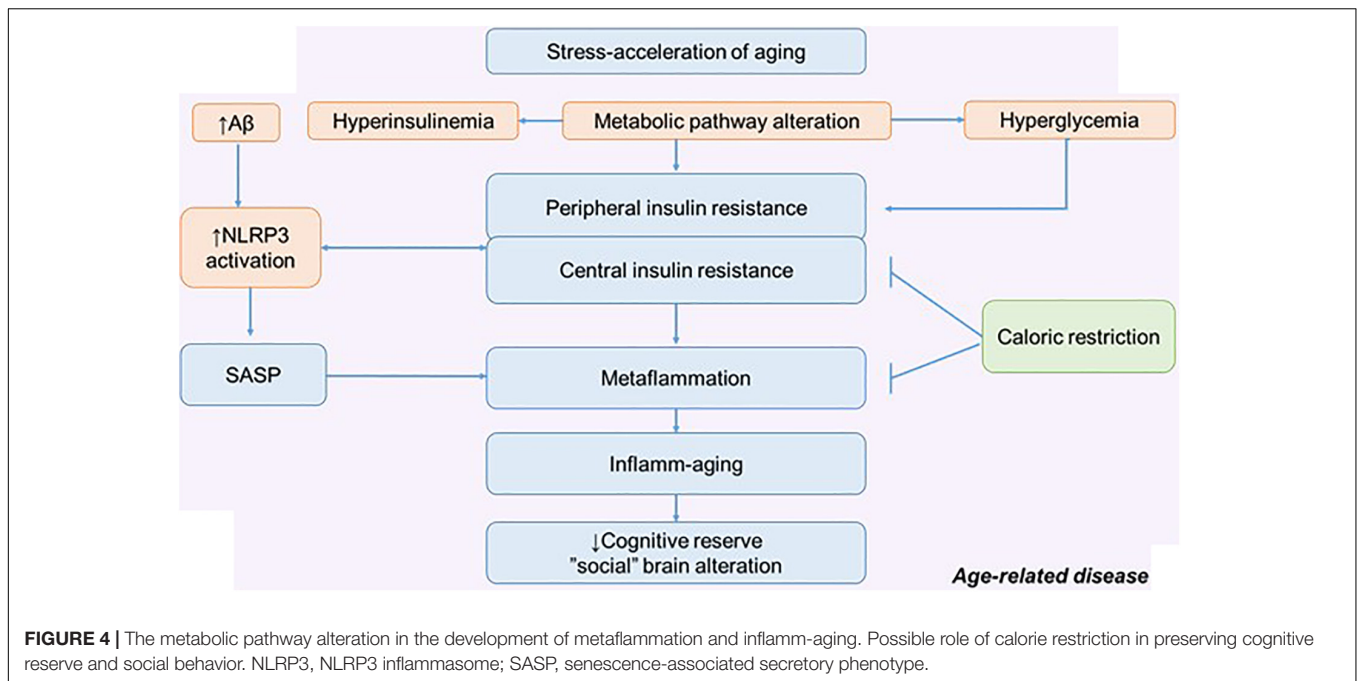 Stress-acceleration of aging
↑Aβ
Hyperinsulinemia
Metabolic pathway alteration
Hyperglycemia
Peripheral insulin resistance
↑NLRP3
activation
Central insulin resistance
Caloric restriction
SASP
Metaflammation
Inflamm-aging
↓Cognitive reserve
"social" brain alteration
Age-related disease
FIGURE 4 | The metabolic pathway alteration in the development of metaflammation and inflamm-aging. Possible role of calorie restriction in preserving cognitive
reserve and social behavior. NLRP3, NLRP3 inflammasome; SASP, senescence-associated secretory phenotype.